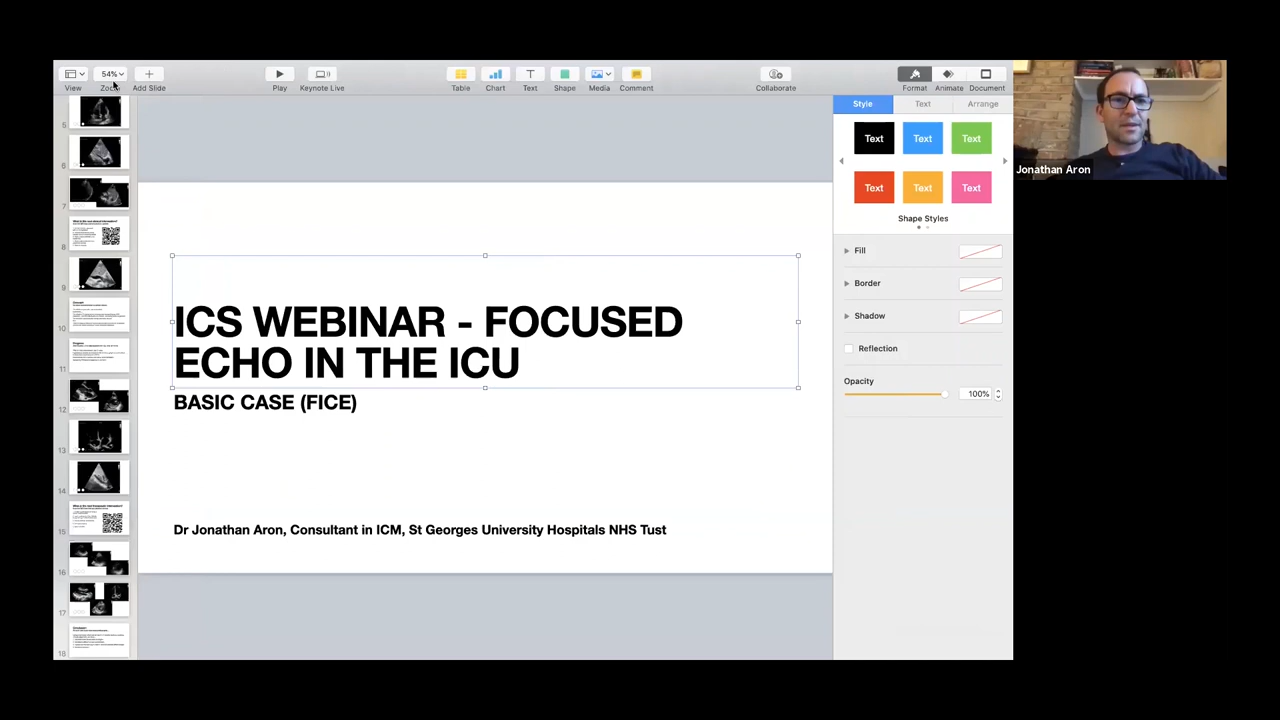 54%
View
Zoom
Add Slide
Play
Keynote Live
Table
Chart
Text
Shape
Media
Comment
Collaborate
Format
Animate
Document
Style
Text
Arrange
Text
Text
Text
Text
Text
Text
Shape Styles
Fill
Border
Shadow
Reflection
Opacity
100%
Jonathan Aron
5
6
7
8
9
10
11
12
13
14
15
16
17
18
ICS WEBINAR - FOCUSED
ECHO IN THE ICU
BASIC CASE (FICE)
Dr Jonathan Aron, Consultant in ICM, St Georges University Hospitals NHS Trust